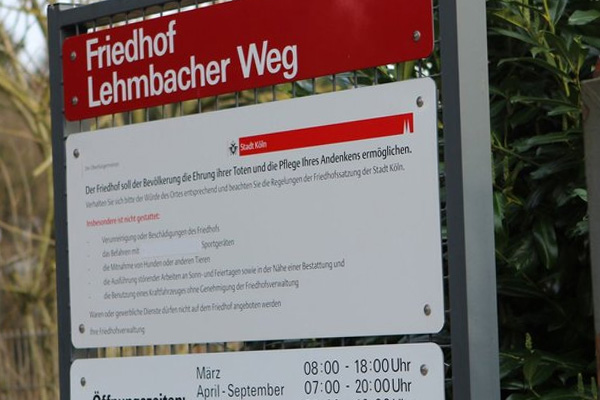 Friedhof
Lehmbacher Weg
Stadt Köln
Der Friedhof soll der Bevölkerung die Ehrung ihrer Toten und die Pflege Ihres Andenkens ermöglichen.
Verhalten Sie sich bitte der Würde des Ortes entsprechend und beachten Sie die Regelungen der Friedhofssatzung der Stadt Köln.
Insbesondere ist nicht gestattet:
- Verunreinigung oder Beschädigungen des Friedhofs
- das Befahren mit Sportgeräten
- die Mitnahme von Hunden oder anderen Tieren
- die Ausführung störender Arbeiten an Sonn- und Feiertagen sowie in der Nähe einer Bestattung und
- die Benutzung eines Kraftfahrzeuges ohne Genehmigung der Friedhofsverwaltung
Waren oder gewerbliche Dienste dürfen nicht auf dem Friedhof angeboten werden
Ihre Friedhofsverwaltung
März 08:00 - 18:00 Uhr
Öffnungszeiten: April - September 07:00 - 20:00 Uhr